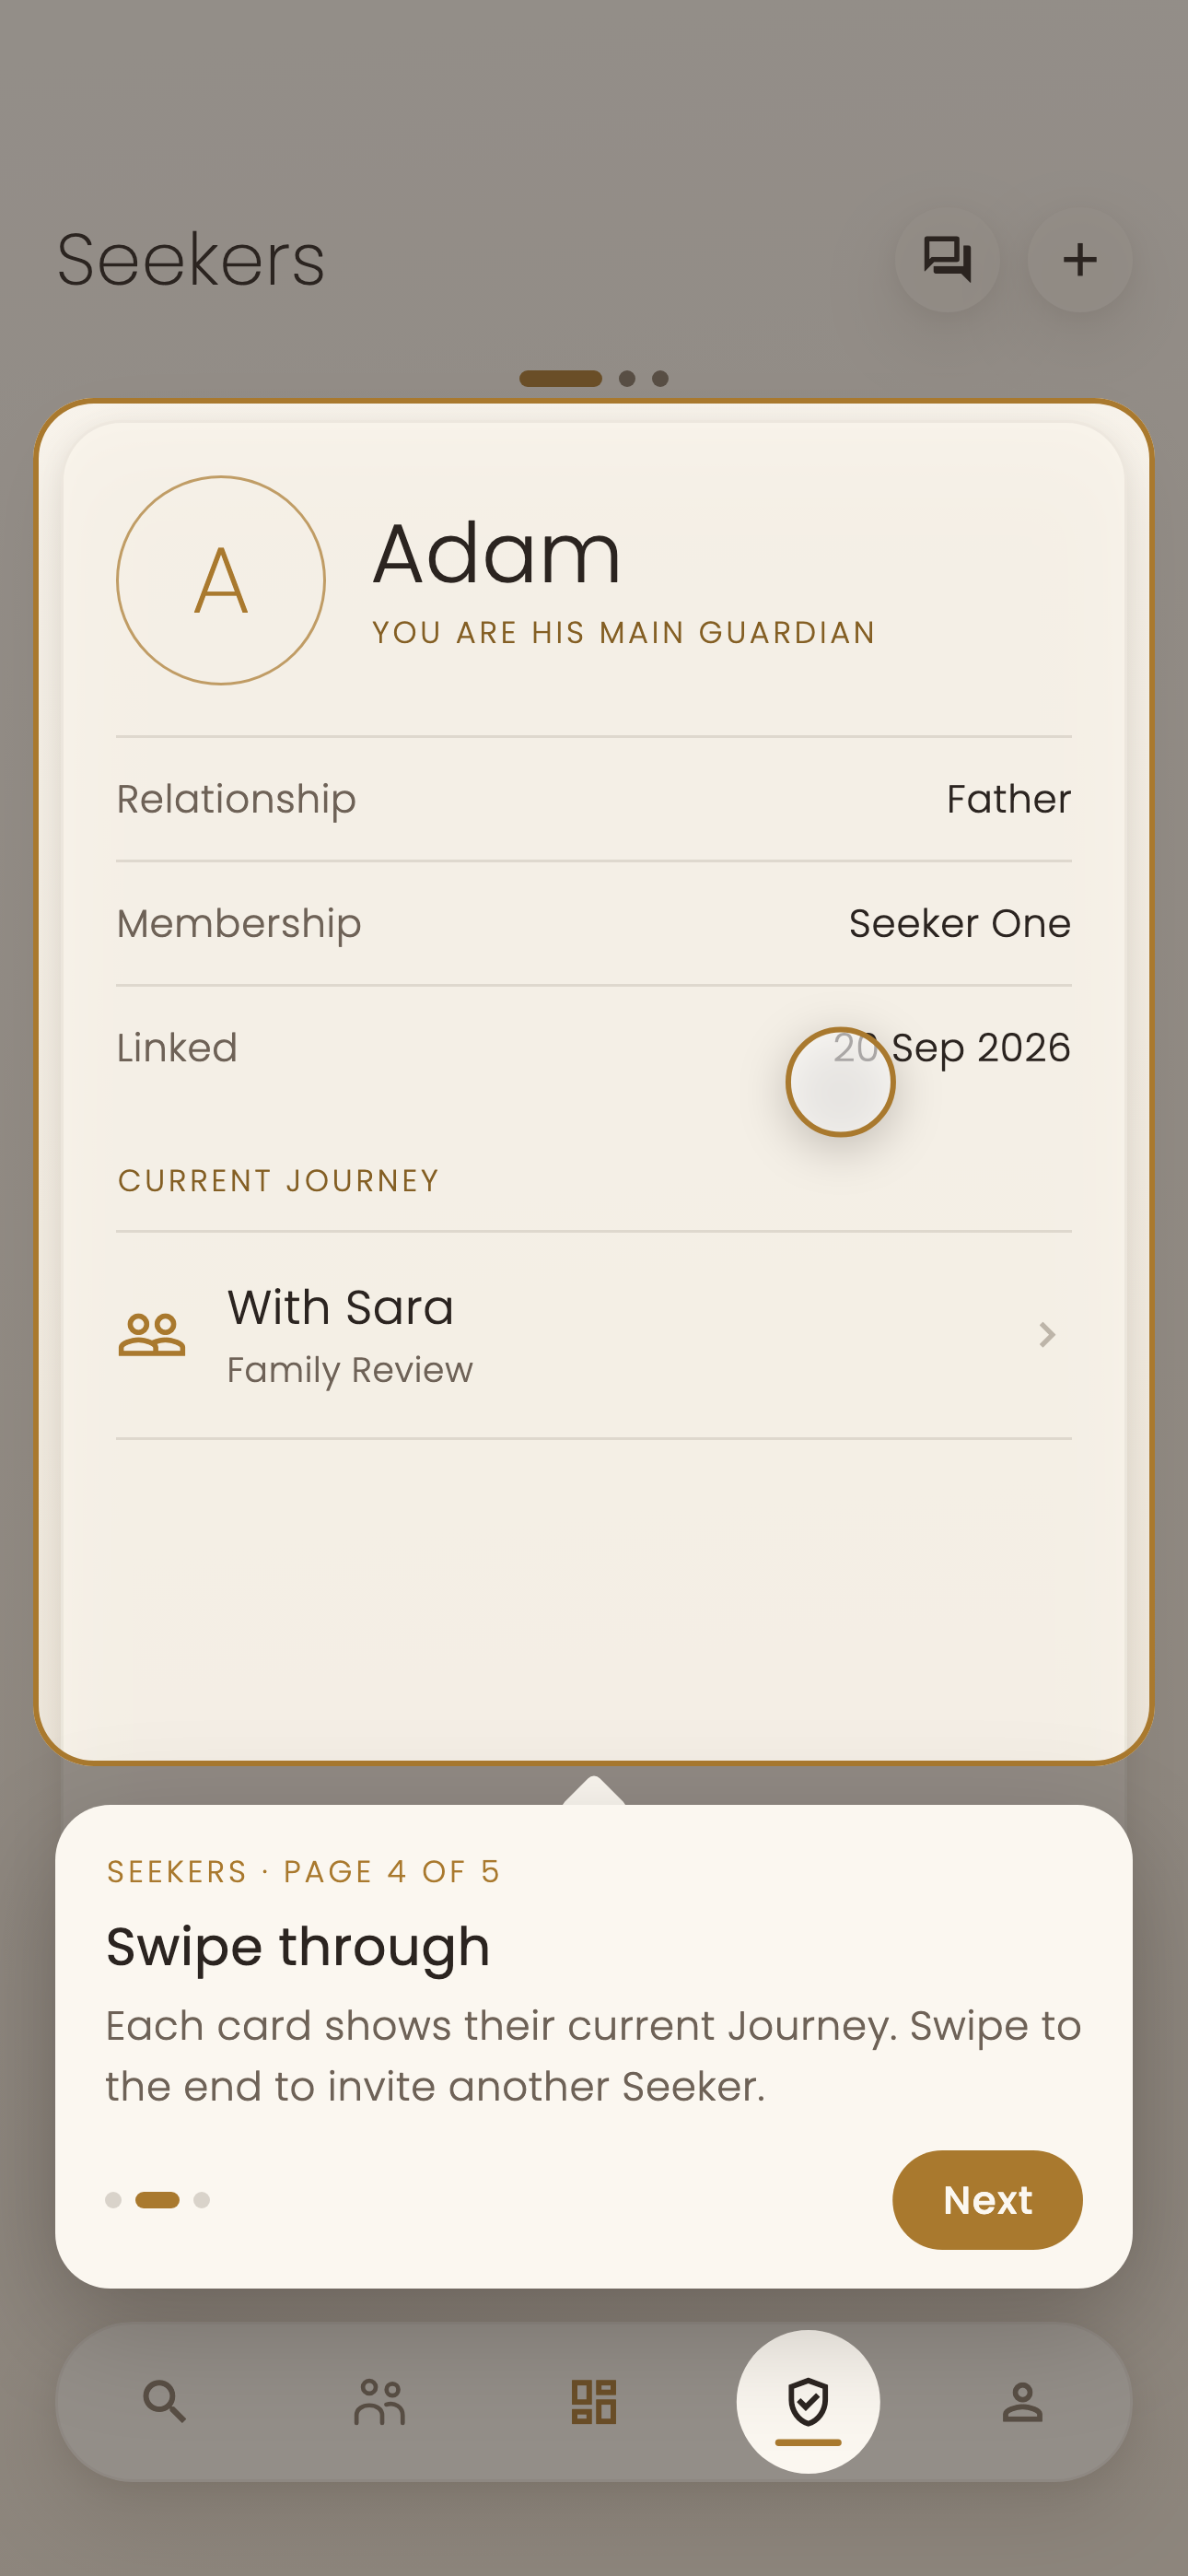 Seekers
A
Adam
YOU ARE HIS MAIN GUARDIAN
Relationship Father
Membership Seeker One
Linked 20 Sep 2026
CURRENT JOURNEY
With Sara
Family Review
SEEKERS · PAGE 4 OF 5
Swipe through
Each card shows their current Journey. Swipe to
the end to invite another Seeker.
Next